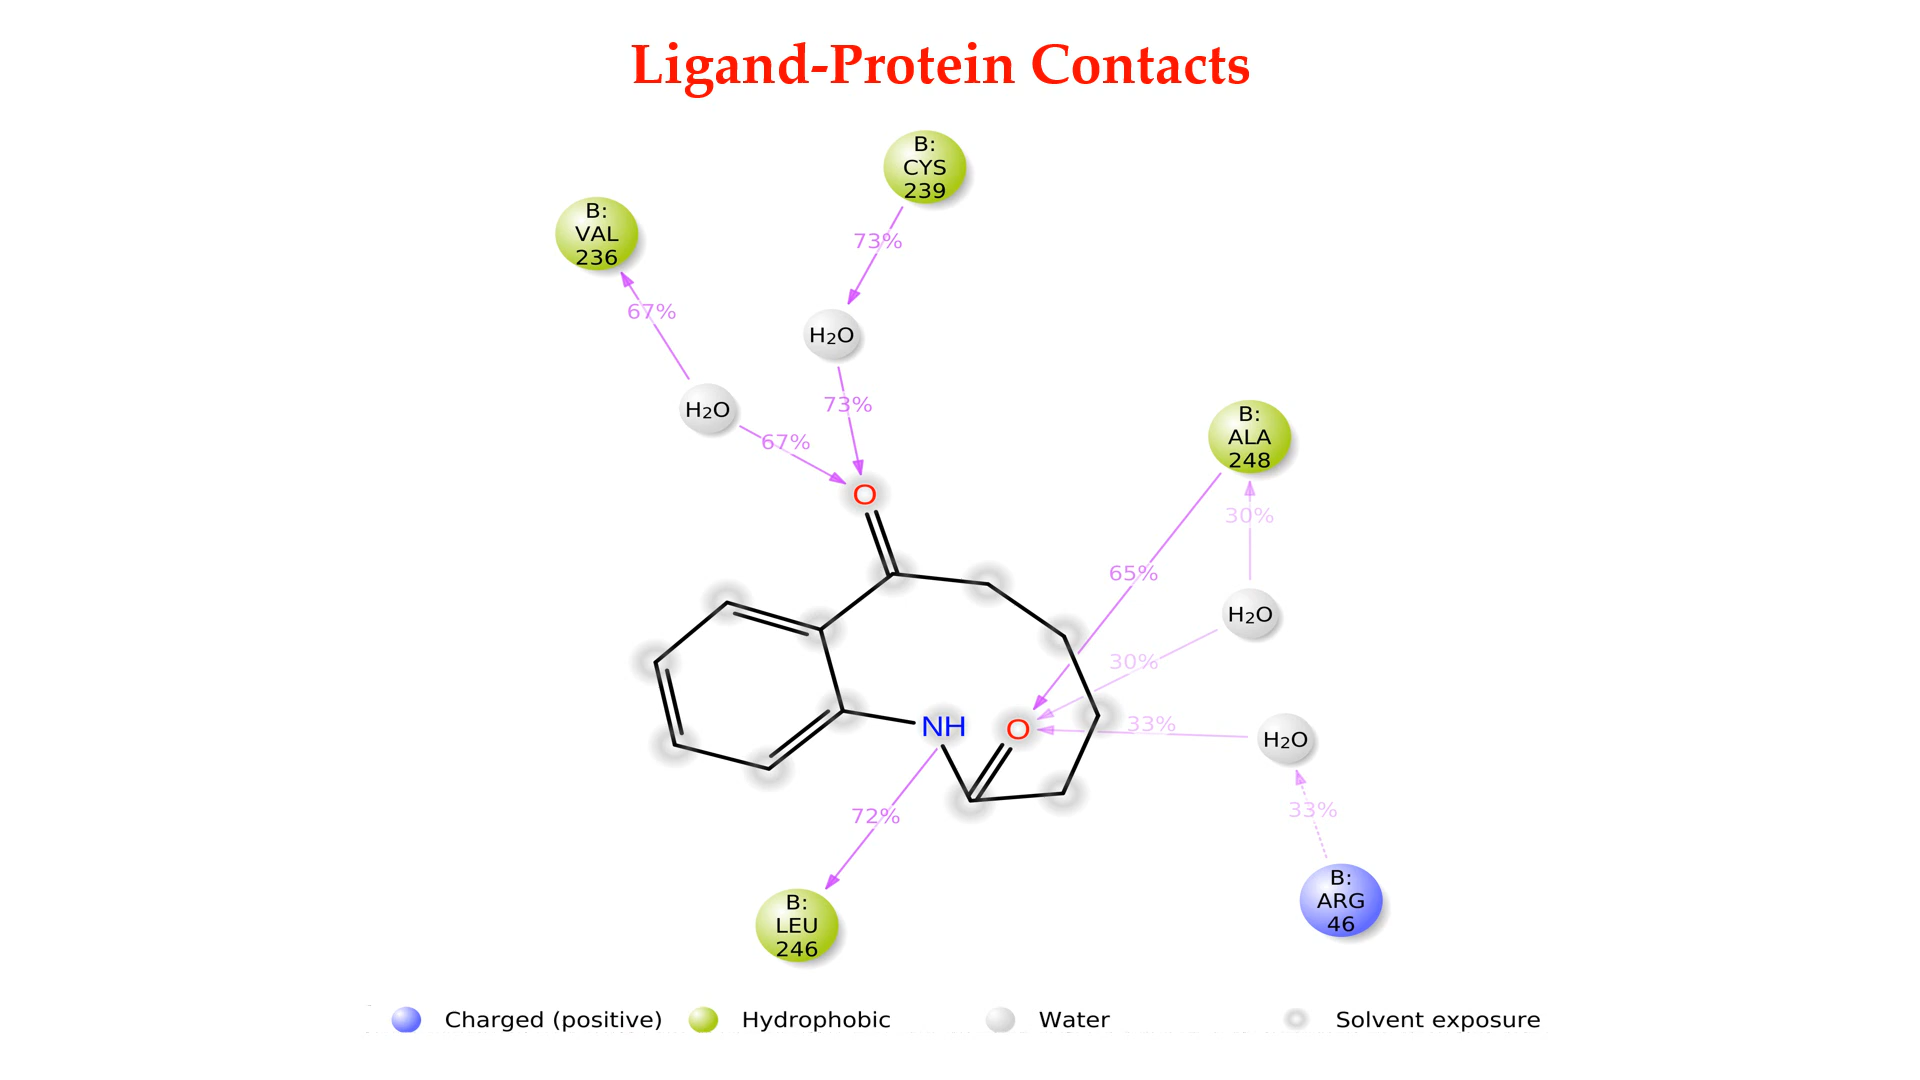 Ligand-Protein Contacts
B:
CYS
239
B:
VAL
236
73%
67%
H₂O
73%
H₂O
67%
B:
ALA
248
O
30%
65%
H₂O
30%
NH
O
33%
H₂O
72%
33%
B:
ARG
46
B:
LEU
246
Charged (positive)
Hydrophobic
Water
Solvent exposure